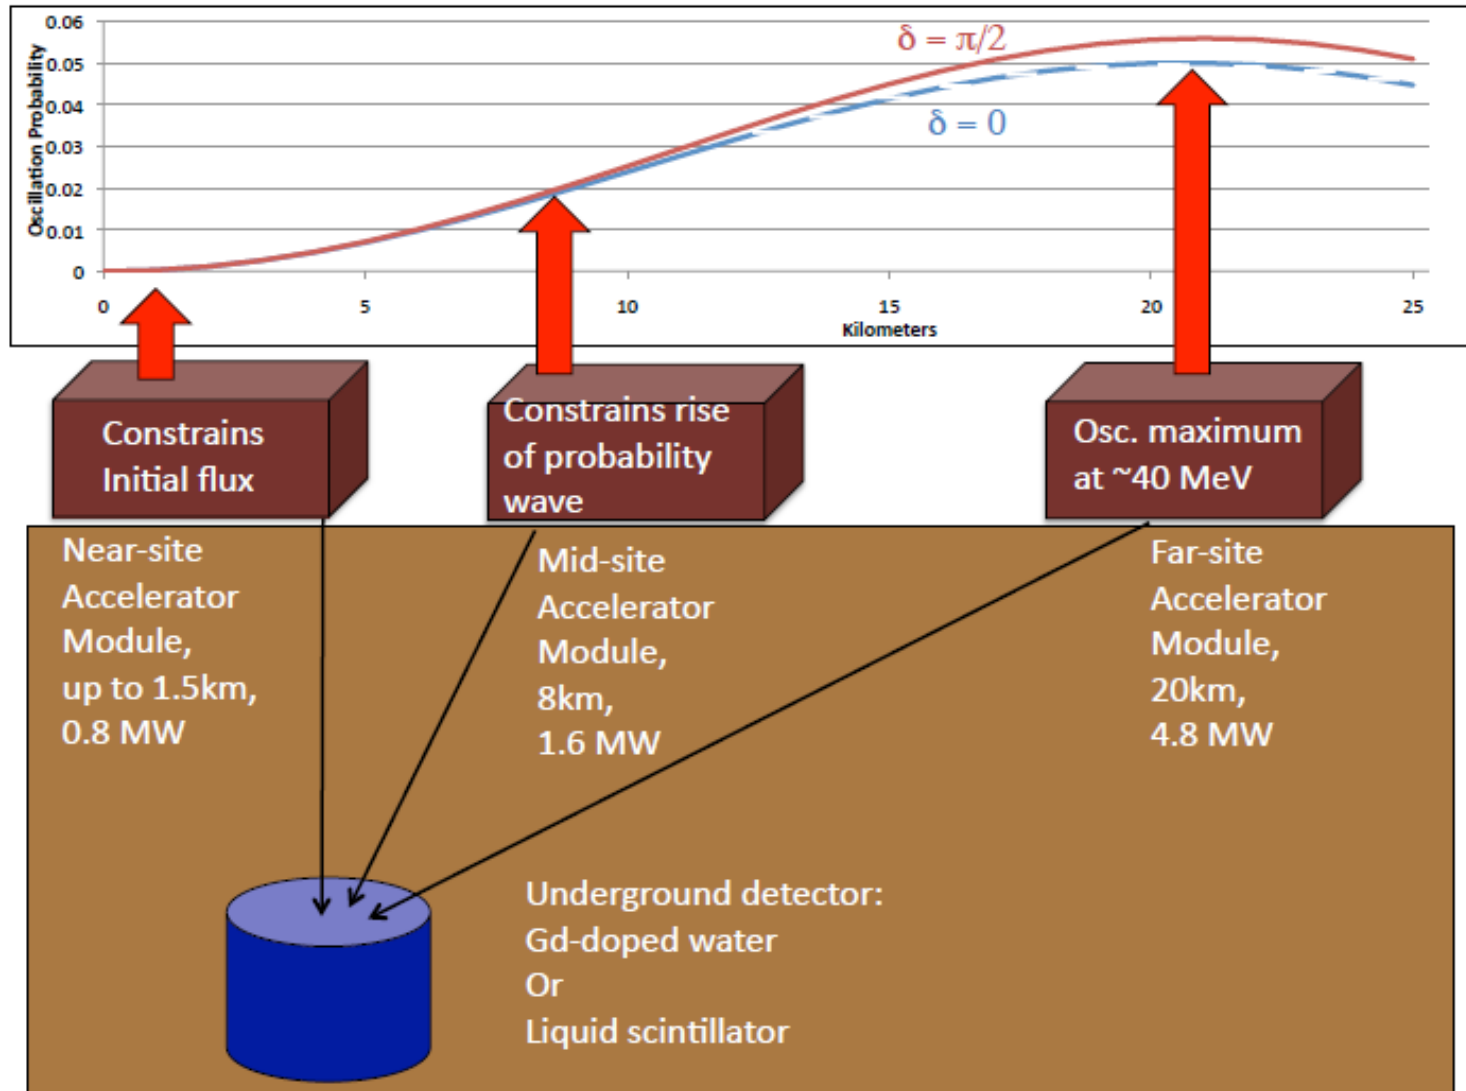 0.06
0.05
0.04
0.03
0.02
0.01
0
Oscillation Probability
δ = π/2
δ = 0
0 5 10 15 20 25
Kilometers
Constrains
Initial flux
Constrains rise
of probability
wave
Osc. maximum
at ~40 MeV
Near-site
Accelerator
Module,
up to 1.5km,
0.8 MW
Mid-site
Accelerator
Module,
8km,
1.6 MW
Far-site
Accelerator
Module,
20km,
4.8 MW
Underground detector:
Gd-doped water
Or
Liquid scintillator